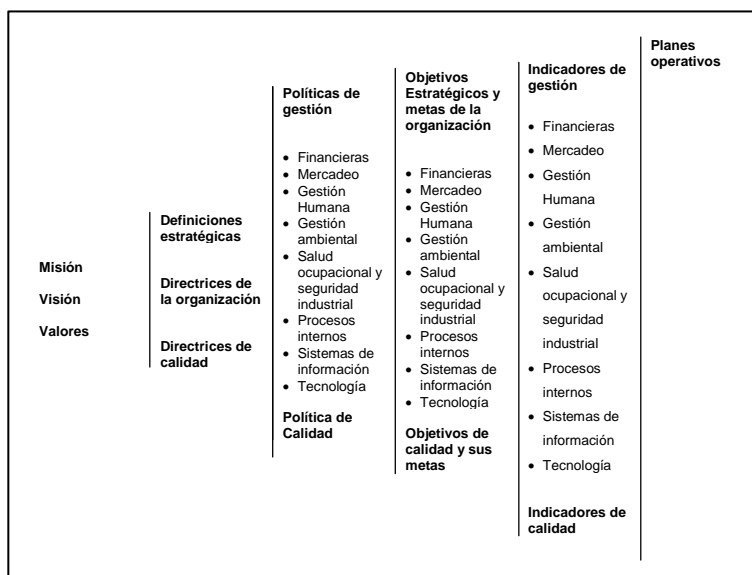 Misión
Visión
Valores
Definiciones
estratégicas
Directrices de
la organización
Directrices de
calidad
Políticas de
gestión
• Financieras
• Mercadeo
• Gestión
Humana
• Gestión
ambiental
• Salud
ocupacional y
seguridad
industrial
• Procesos
internos
• Sistemas de
información
• Tecnología
Política de
Calidad
Objetivos
Estratégicos y
metas de la
organización
• Financieras
• Mercadeo
• Gestión
Humana
• Gestión
ambiental
• Salud
ocupacional y
seguridad
industrial
• Procesos
internos
• Sistemas de
información
• Tecnología
Objetivos de
calidad y sus
metas
Indicadores de
gestión
• Financieras
• Mercadeo
• Gestión
Humana
• Gestión
ambiental
• Salud
ocupacional y
seguridad
industrial
• Procesos
internos
• Sistemas de
información
• Tecnología
Indicadores de
calidad
Planes
operativos